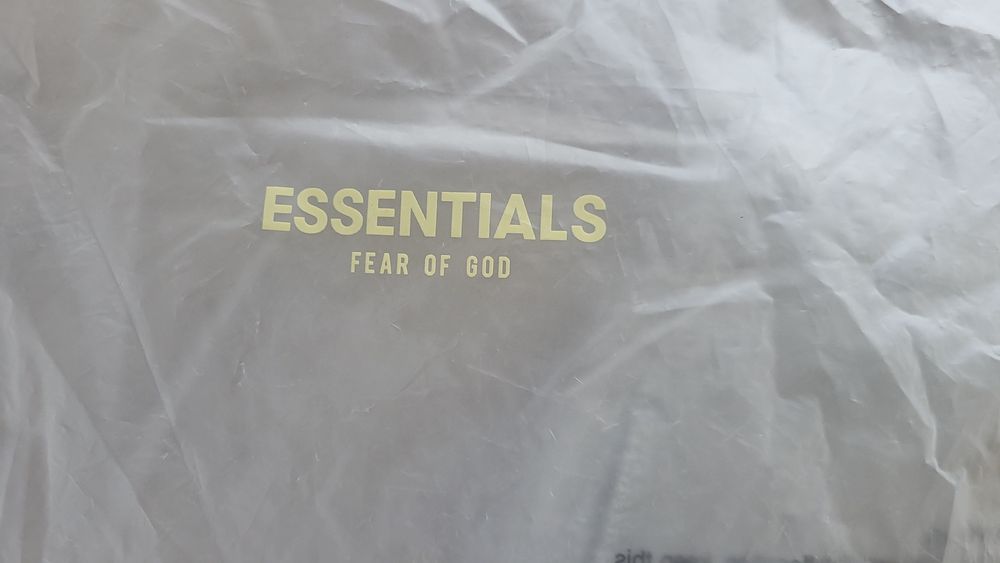 ESSENTIALS
FEAR OF GOD